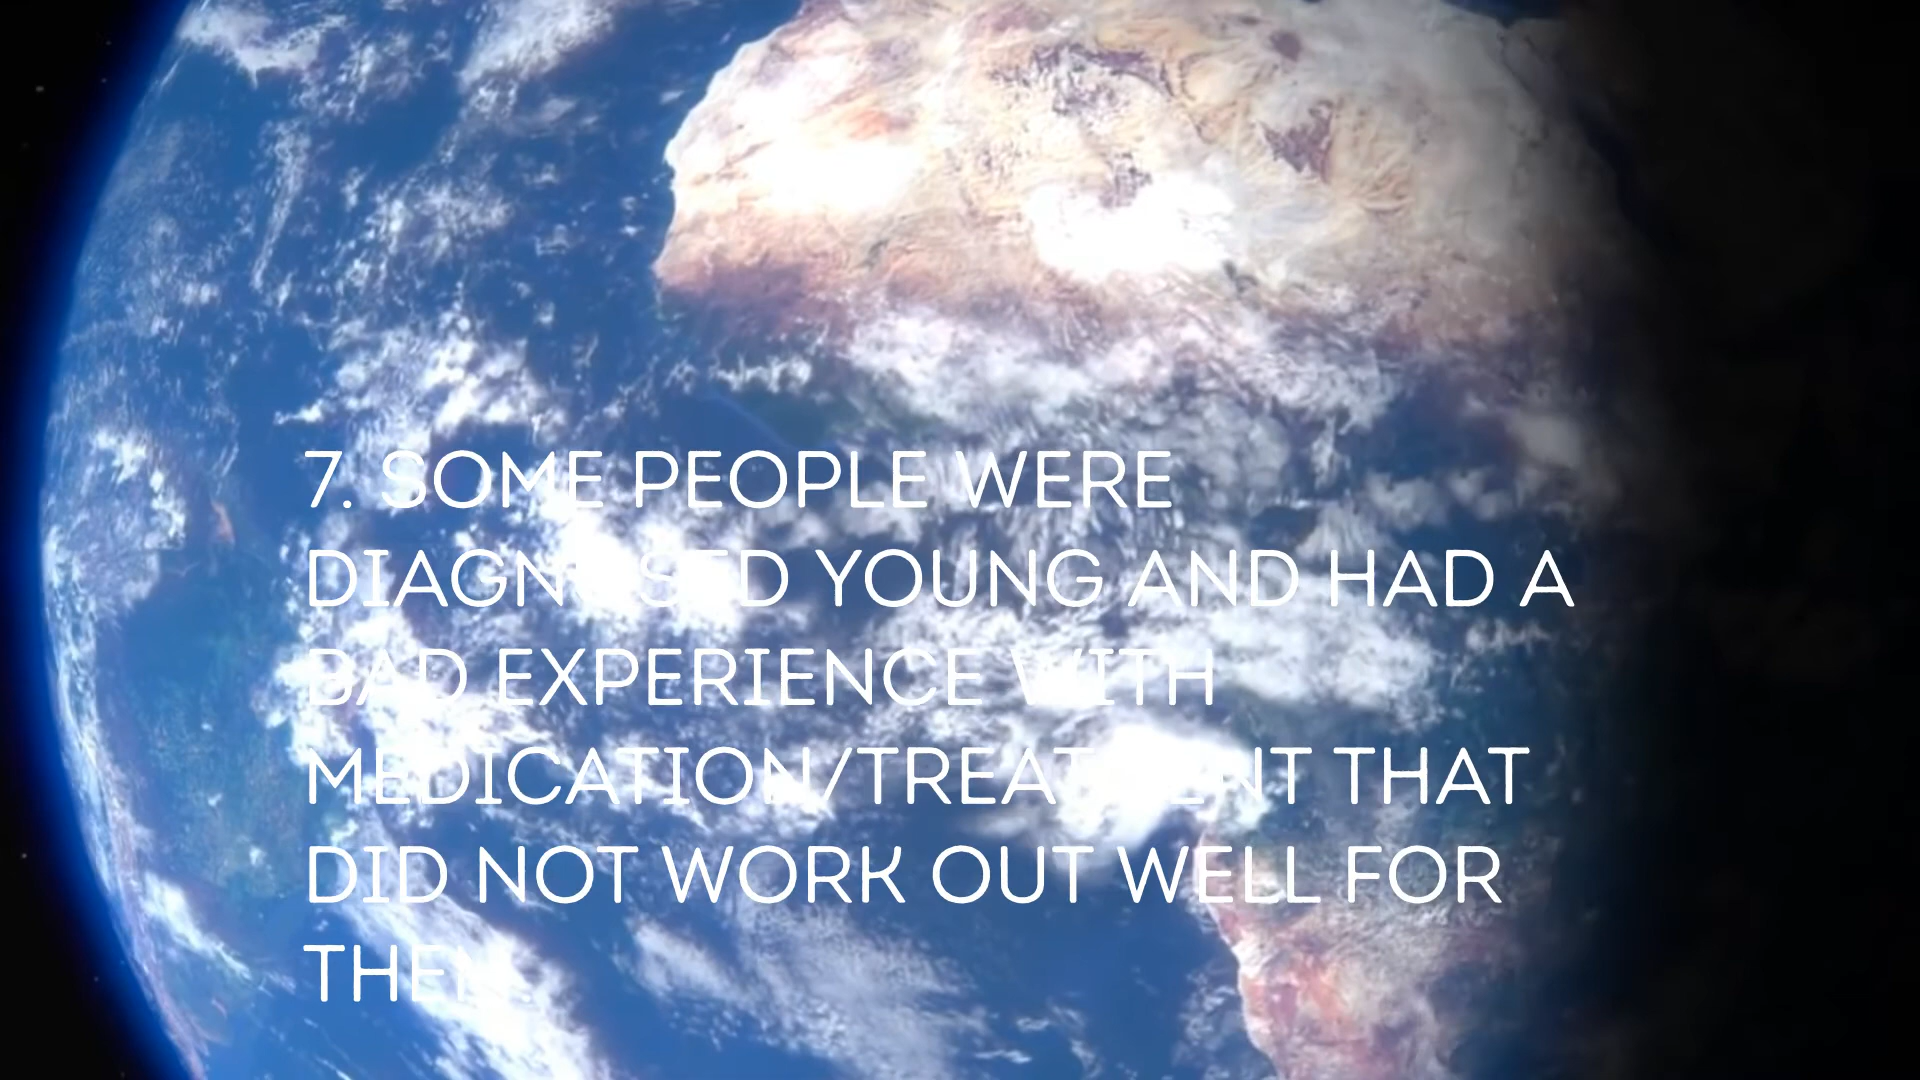 7. SOME PEOPLE WERE
DIAGNOSED YOUNG AND HAD A
BAD EXPERIENCE WITH
MEDICATION/TREATMENT THAT
DID NOT WORK OUT WELL FOR
THEM.